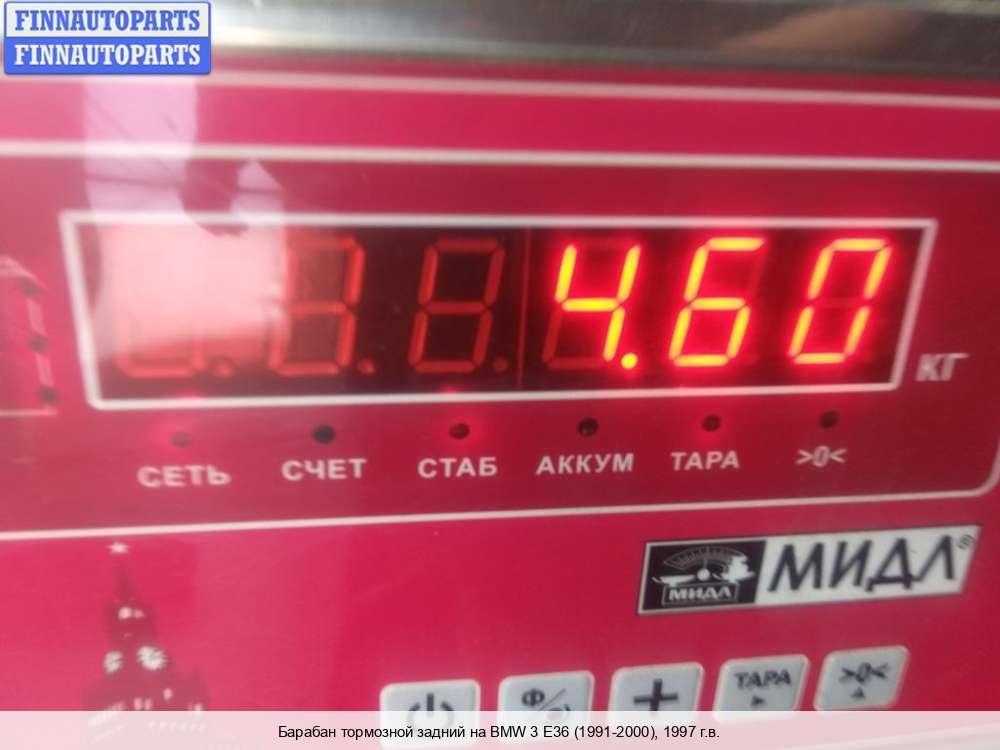 FINNAUTOPARTS
FINNAUTOPARTS
4.60
КГ
СЕТЬ СЧЕТ СТАБ АККУМ ТАРА >0<
МИДЛ МИДЛ®
Ф +  ТАРА >0<
Барабан тормозной задний на BMW 3 E36 (1991-2000), 1997 г.в.